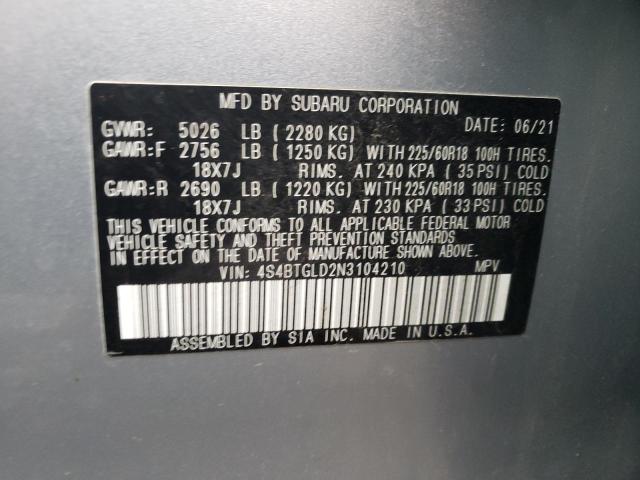 MFD BY SUBARU CORPORATION
GVWR: 5026 LB ( 2280 KG) DATE: 06/21
GAWR:F 2756 LB ( 1250 KG) WITH 225/60R18 100H TIRES.
18X7J RIMS. AT 240 KPA ( 35 PSI) COLD
GAWR:R 2690 LB ( 1220 KG) WITH 225/60R18 100H TIRES.
18X7J RIMS. AT 230 KPA ( 33 PSI) COLD
THIS VEHICLE CONFORMS TO ALL APPLICABLE FEDERAL MOTOR
VEHICLE SAFETY AND THEFT PREVENTION STANDARDS
IN EFFECT ON THE DATE OF MANUFACTURE SHOWN ABOVE.
VIN: 4S4BTGLD2N3104210 MPV
ASSEMBLED BY SIA INC. MADE IN U.S.A.